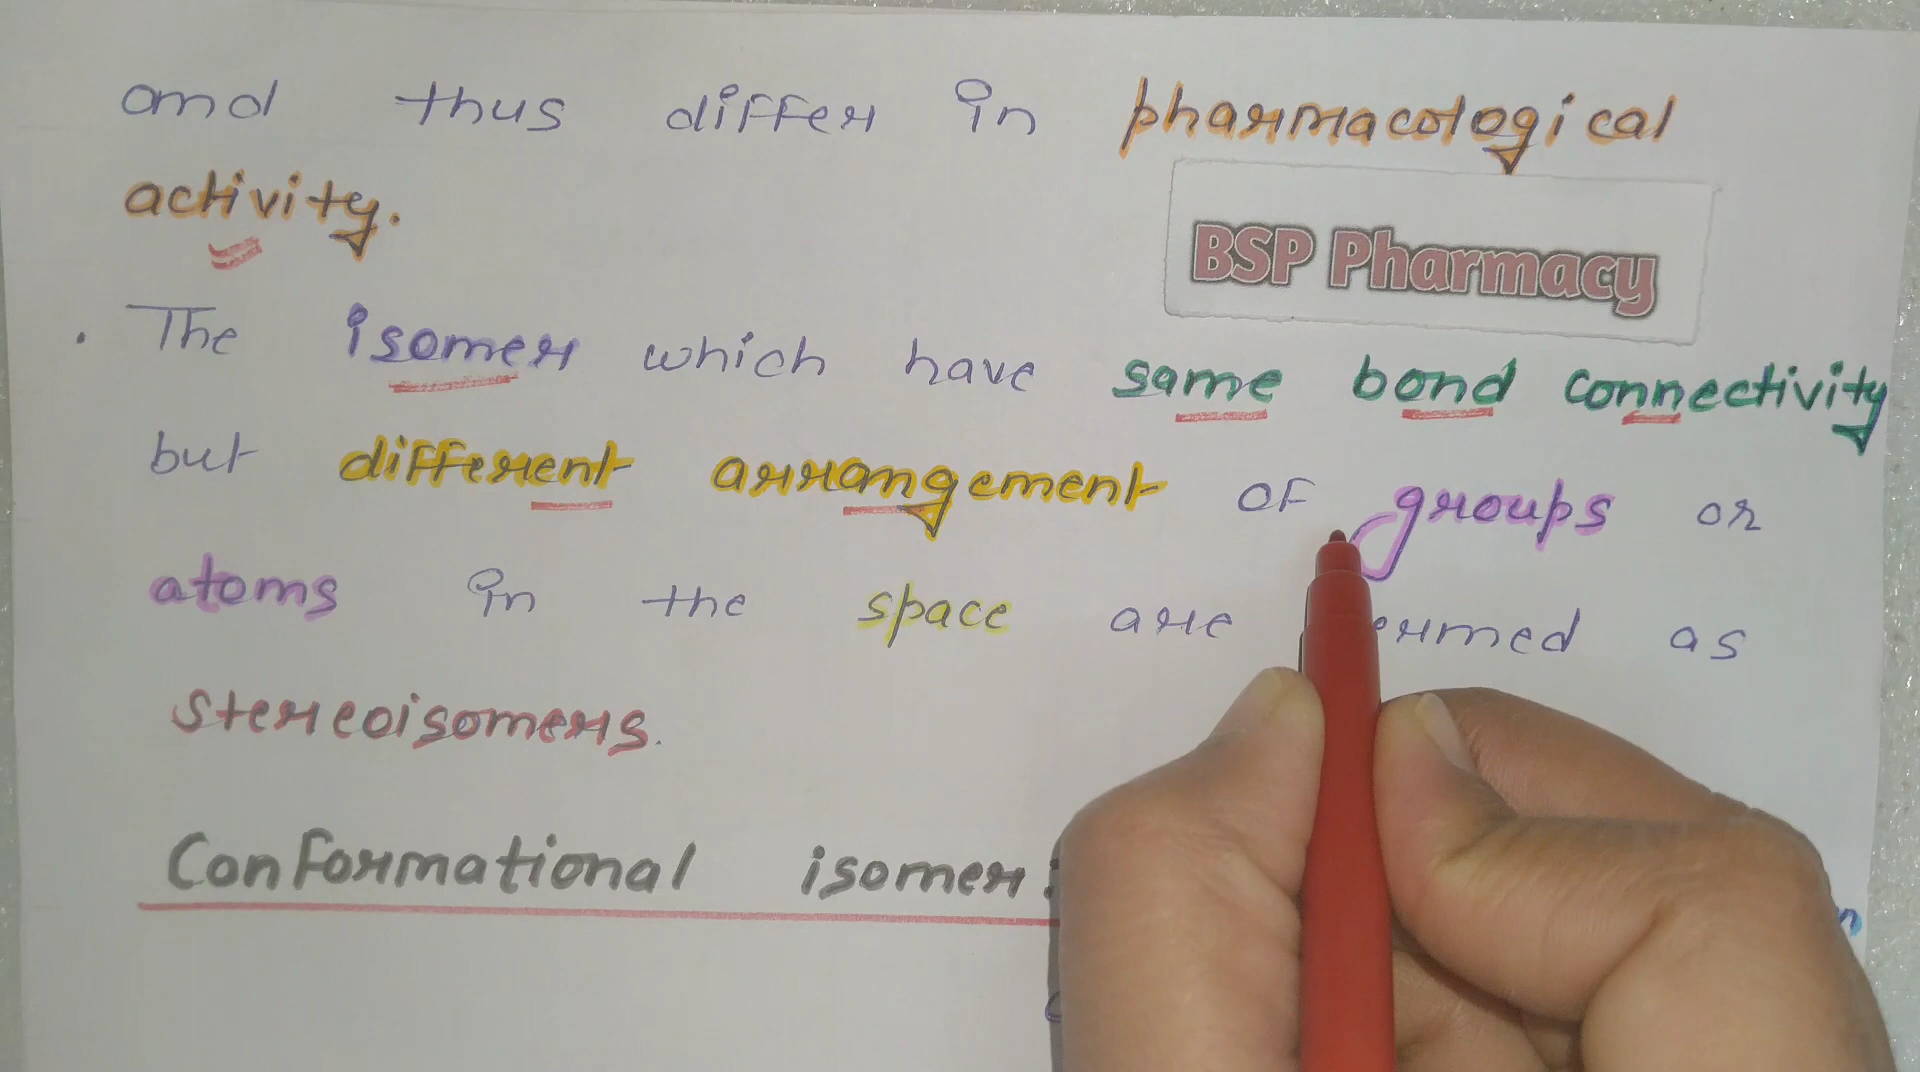 and thus differ in pharmacological
activity.
BSP Pharmacy
. The isomer which have same bond connectivity
but different arrangement of groups or
atoms in the space are ermed as
stereoisomers.
Conformational isomer: